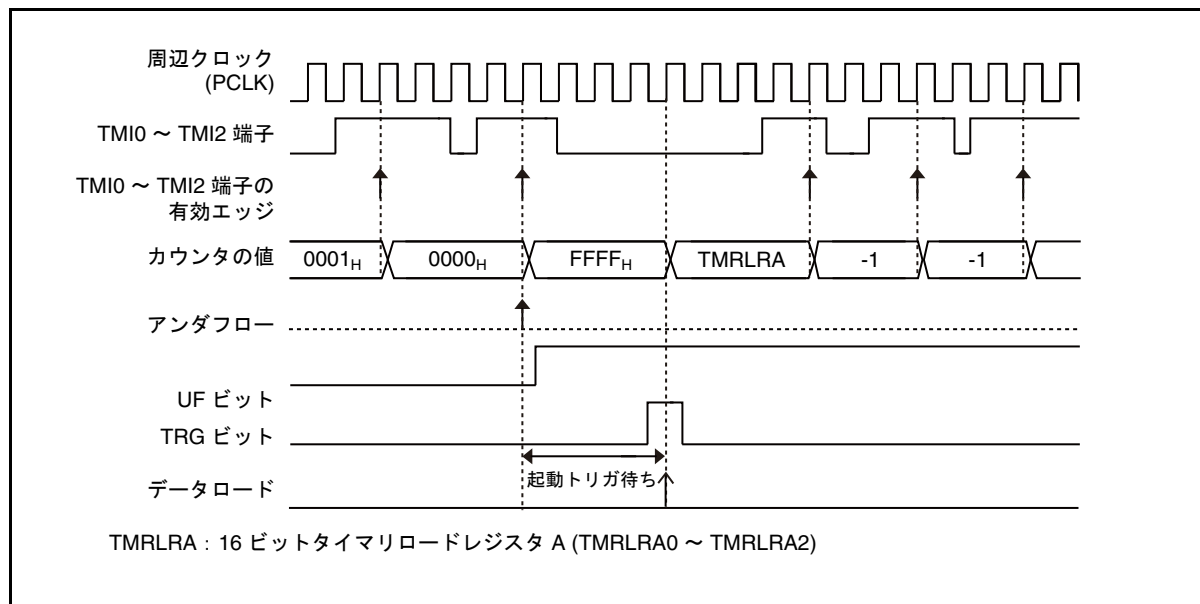 周辺クロック
(PCLK)
TMI0 ～ TMI2 端子
TMI0 ～ TMI2 端子の
有効エッジ
カウンタの値
0001H
0000H
FFFFH
TMRLRA
-1
-1
アンダフロー
UF ビット
TRG ビット
起動トリガ待ち
データロード
TMRLRA : 16 ビットタイマリロードレジスタ A (TMRLRA0 ～ TMRLRA2)